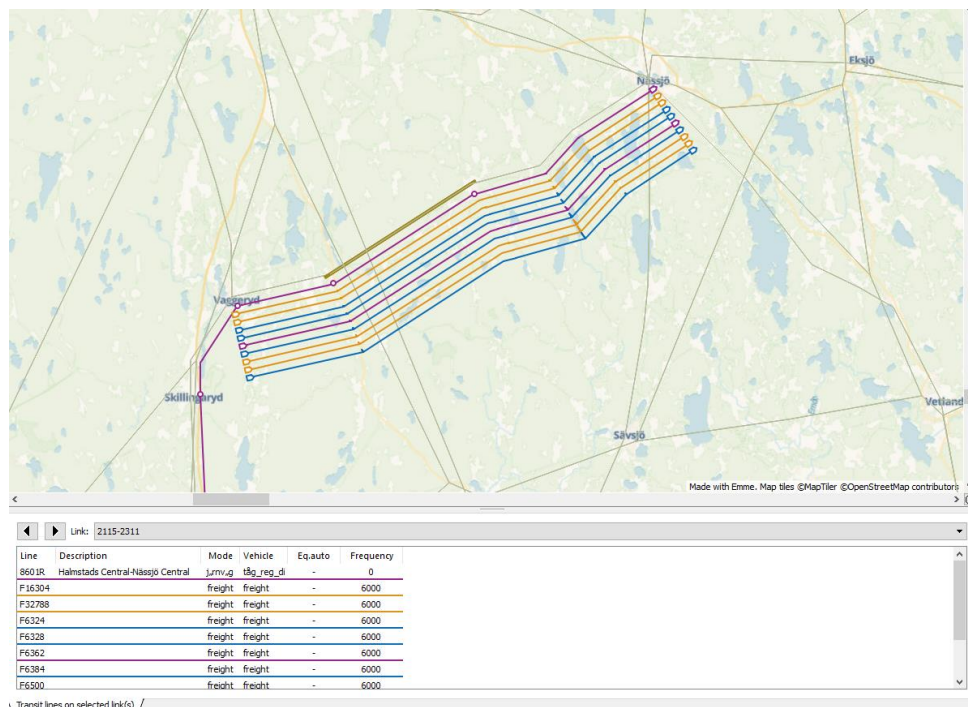 Eksjö
Nässjö
Vaggeryd
Skillingaryd
Vetland
Sävsjö
Made with Emme. Map tiles ©MapTiler ©OpenStreetMap contributors
Link: 2115-2311
Line Description Mode Vehicle Eq.auto Frequency
8601R Halmstads Central-Nässjö Central j„rnv„g tåg_reg_di - 0
F16304 freight freight - 6000
F32788 freight freight - 6000
F6324 freight freight - 6000
F6328 freight freight - 6000
F6362 freight freight - 6000
F6384 freight freight - 6000
F6500 freight freight - 6000
Transit lines on selected link(s)